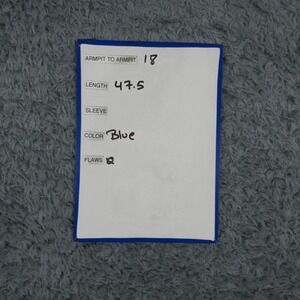 ARMPIT TO ARMPIT 18
LENGTH 47.5
SLEEVE
COLOR Blue
FLAWS